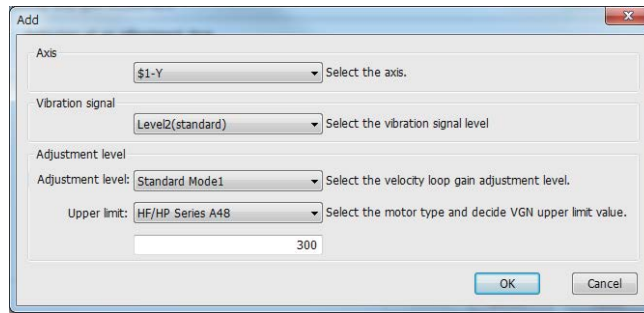 Add
Axis
$1-Y Select the axis.
Vibration signal
Level2(standard) Select the vibration signal level
Adjustment level
Adjustment level: Standard Mode1 Select the velocity loop gain adjustment level.
Upper limit: HF/HP Series A48 Select the motor type and decide VGN upper limit value.
300
OK Cancel